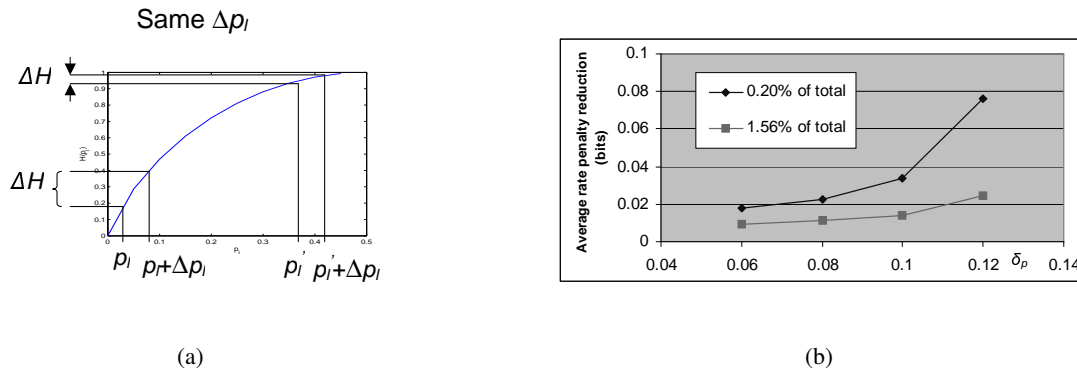 Same Δp_l
ΔH
ΔH
1
0.9
0.8
0.7
0.6
0.5
0.4
0.3
0.2
0.1
0
H(p_l)
0 0.1 0.2 0.3 0.4 0.5
p_l
p_l p_l+Δp_l p_l' p_l'+Δp_l
(a)
Average rate penalty reduction
(bits)
0.1
0.08
0.06
0.04
0.02
0
0.20% of total
1.56% of total
0.04 0.06 0.08 0.1 0.12 δ_p 0.14
(b)